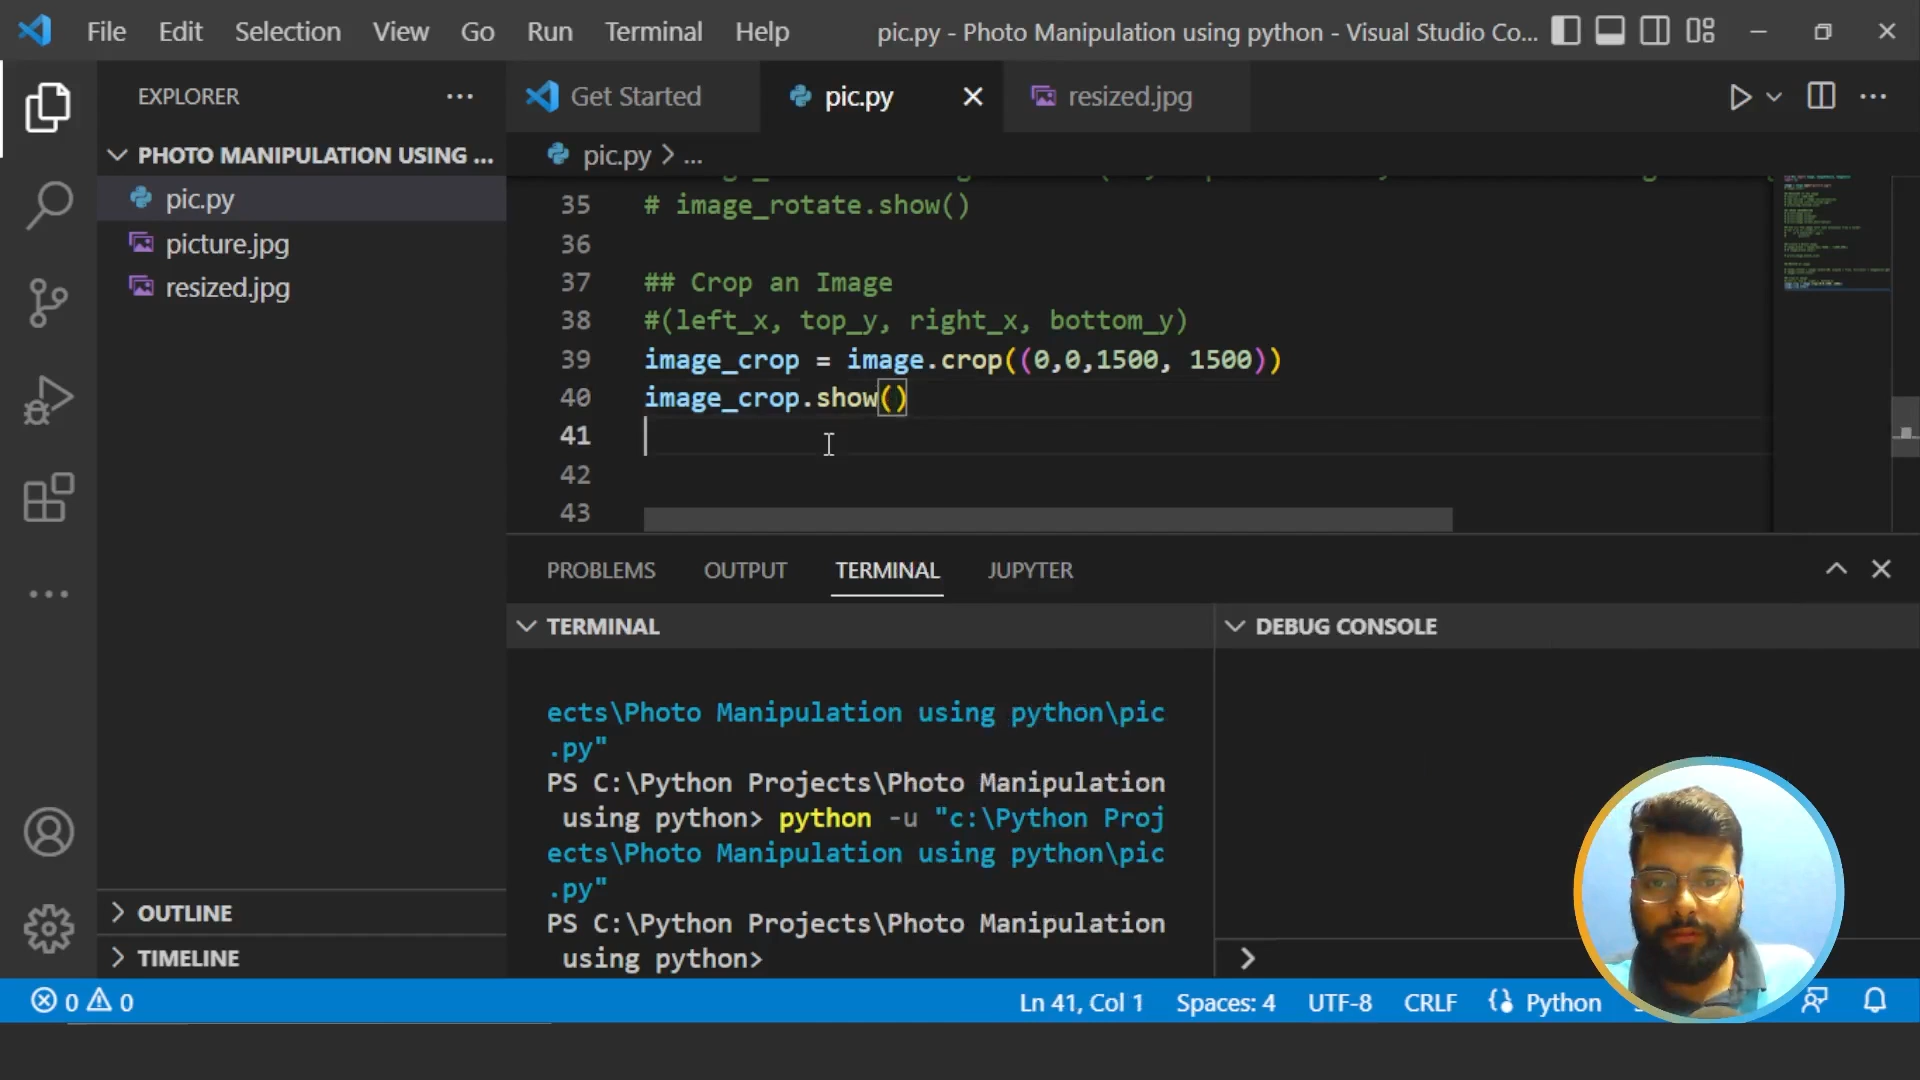 File Edit Selection View Go Run Terminal Help pic.py - Photo Manipulation using python - Visual Studio Co...
EXPLORER
Get Started pic.py resized.jpg
PHOTO MANIPULATION USING ...
pic.py > ...
pic.py
picture.jpg
resized.jpg
35 # image_rotate.show()
36
37 ## Crop an Image
38 #(left_x, top_y, right_x, bottom_y)
39 image_crop = image.crop((0,0,1500, 1500))
40 image_crop.show()
41
42
43
PROBLEMS OUTPUT TERMINAL JUPYTER
TERMINAL
DEBUG CONSOLE
ects\Photo Manipulation using python\pic
.py"
PS C:\Python Projects\Photo Manipulation
using python> python -u "c:\Python Proj
ects\Photo Manipulation using python\pic
.py"
PS C:\Python Projects\Photo Manipulation
using python>
OUTLINE
TIMELINE
0 0 Ln 41, Col 1 Spaces: 4 UTF-8 CRLF Python